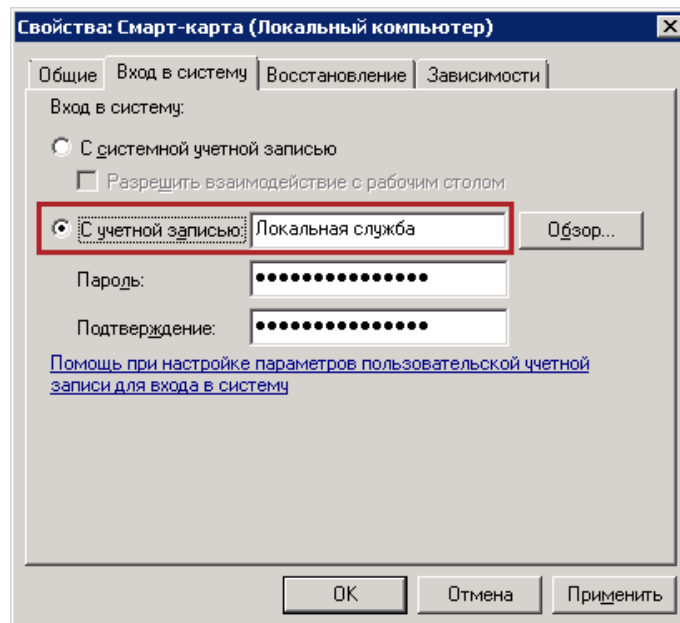 Свойства: Смарт-карта (Локальный компьютер)
Общие Вход в систему Восстановление Зависимости
Вход в систему:
С системной учетной записью
Разрешить взаимодействие с рабочим столом
С учетной записью: Локальная служба Обзор...
Пароль: ●●●●●●●●●●●●●●●
Подтверждение: ●●●●●●●●●●●●●●●
Помощь при настройке параметров пользовательской учетной
записи для входа в систему
OK Отмена Применить